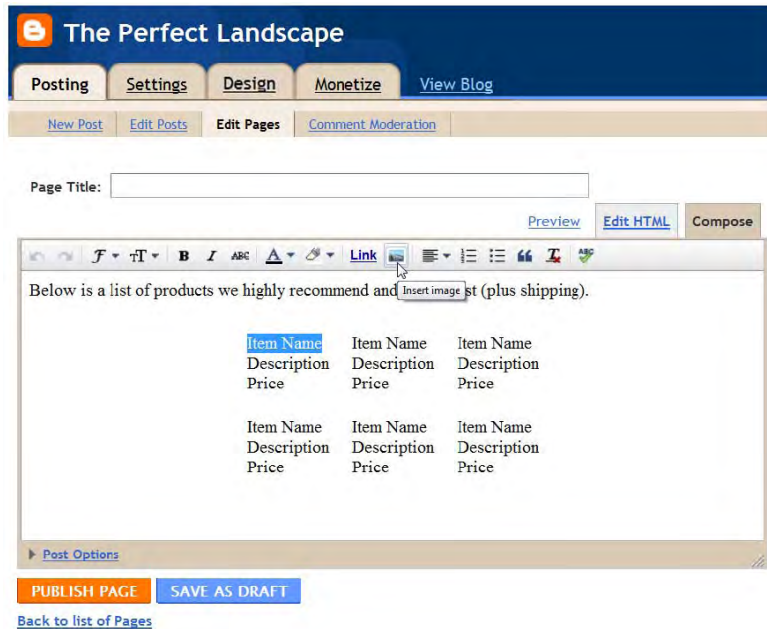 The Perfect Landscape
Posting Settings Design Monetize View Blog
New Post Edit Posts Edit Pages Comment Moderation
Page Title:
Preview Edit HTML Compose
F T B I ABC A Link ABC
Below is a list of products we highly recommend and st (plus shipping).
Insert image
Item Name Item Name Item Name
Description Description Description
Price Price Price
Item Name Item Name Item Name
Description Description Description
Price Price Price
Post Options
PUBLISH PAGE SAVE AS DRAFT
Back to list of Pages